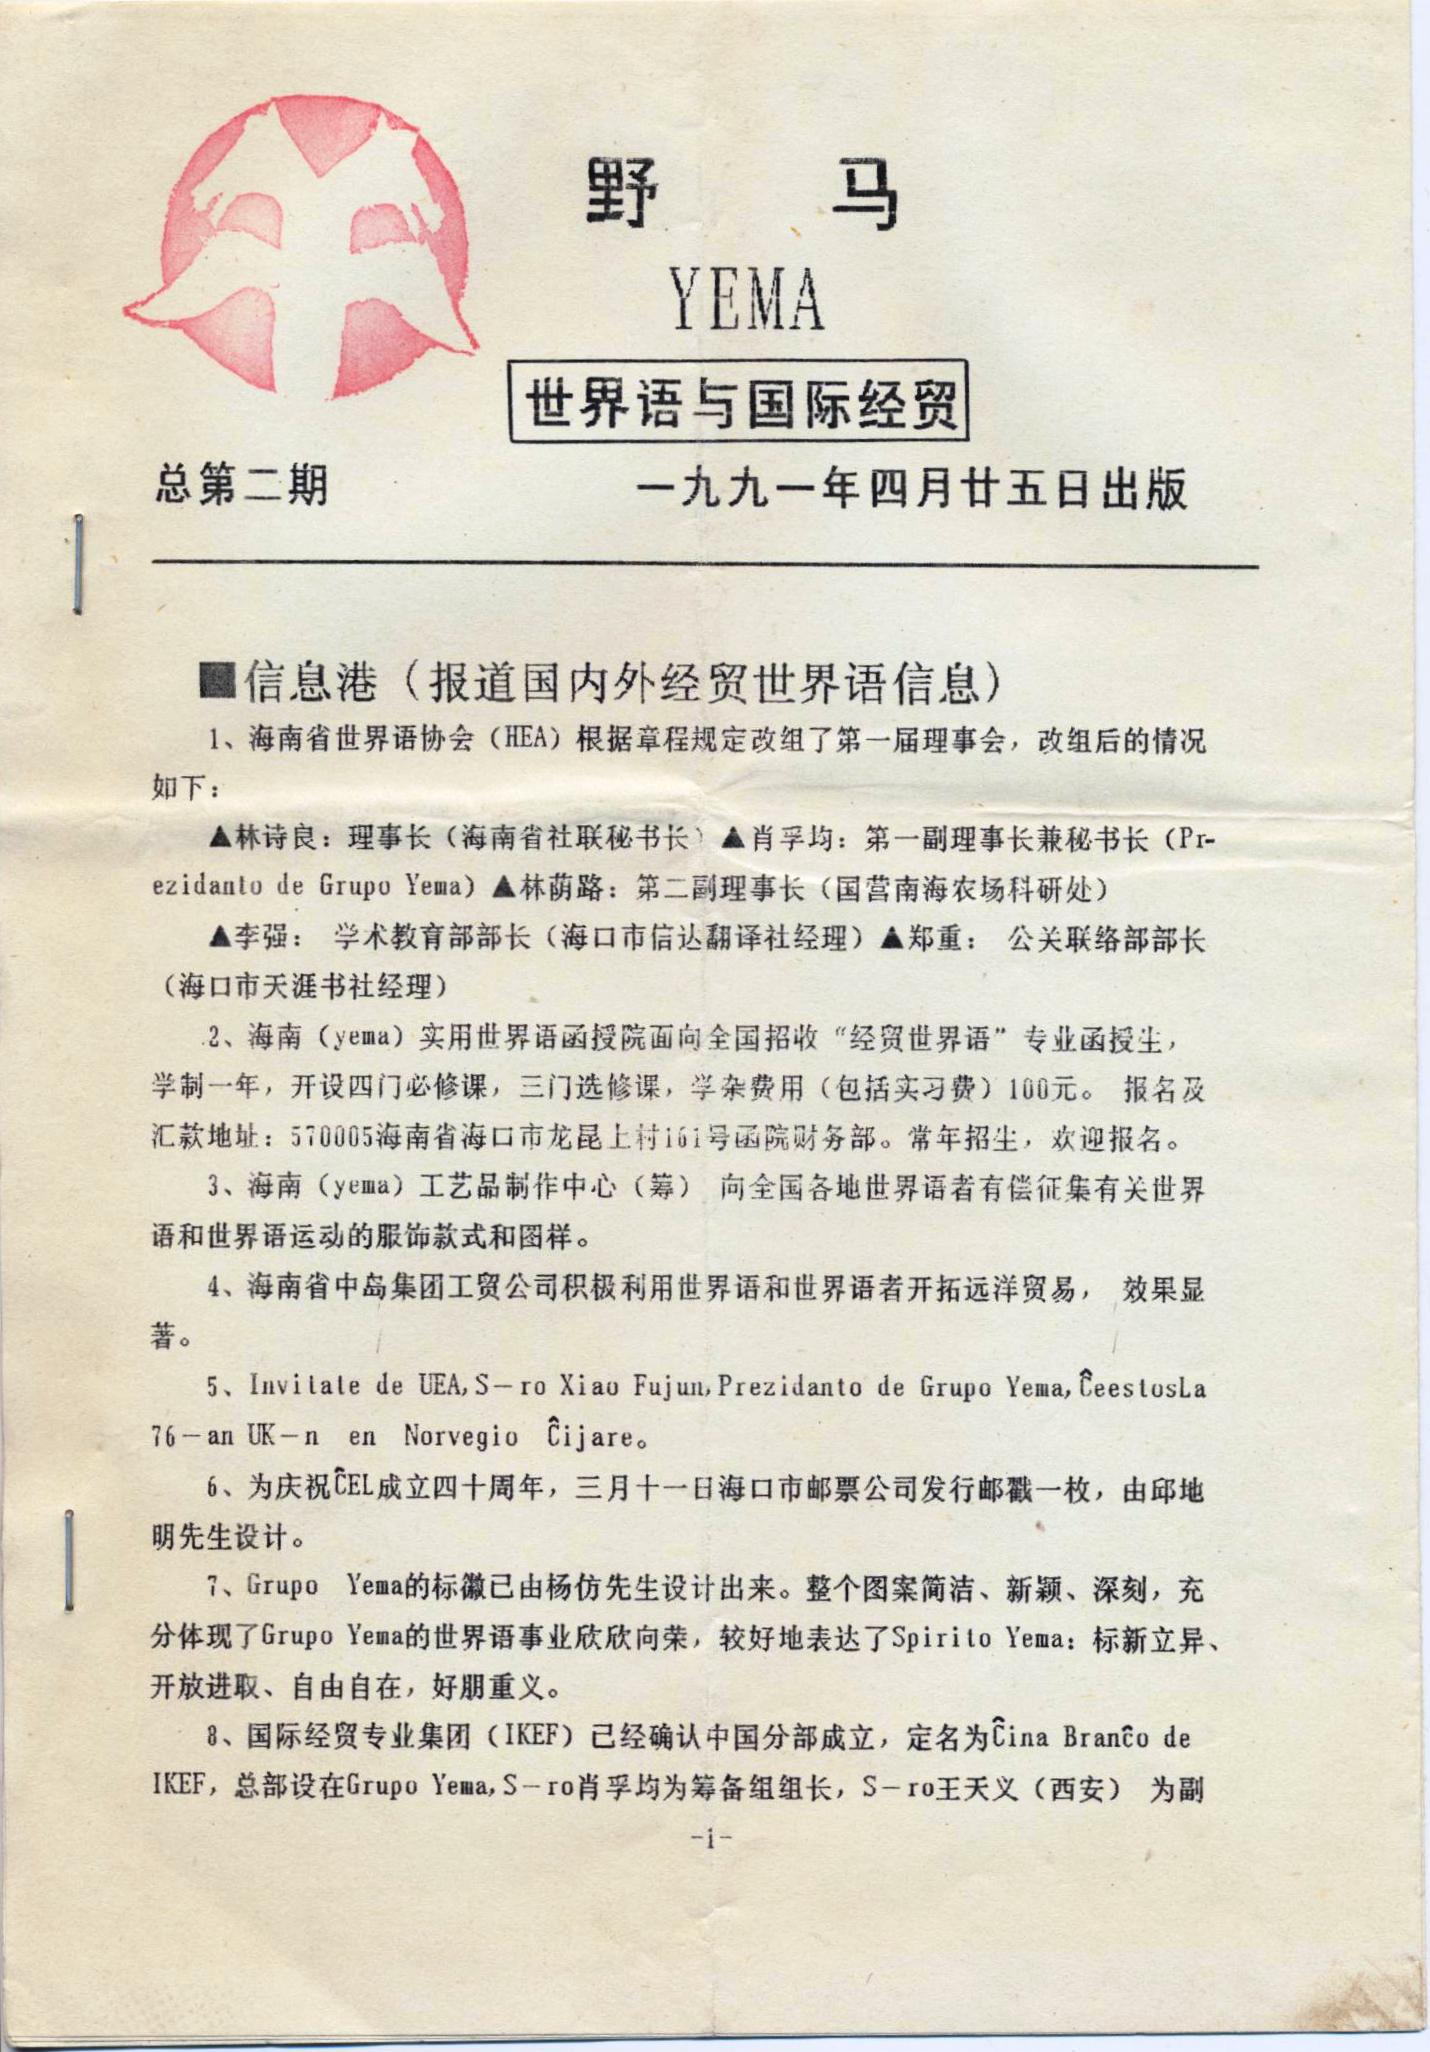 野 马
YEMA
世界语与国际经贸
总第二期 一九九一年四月廿五日出版
■信息港（报道国内外经贸世界语信息）
1、海南省世界语协会（HEA）根据章程规定改组了第一届理事会，改组后的情况
如下：
▲林诗良：理事长（海南省社联秘书长）▲肖孚均：第一副理事长兼秘书长（Pr-
ezidanto de Grupo Yema）▲林荫路：第二副理事长（国营南海农场科研处）
▲李强： 学术教育部部长（海口市信达翻译社经理）▲郑重： 公关联络部部长
（海口市天涯书社经理）
2、海南（yema）实用世界语函授院面向全国招收“经贸世界语”专业函授生，
学制一年，开设四门必修课，三门选修课，学杂费用（包括实习费）100元。 报名及
汇款地址：570005海南省海口市龙昆上村161号函院财务部。常年招生，欢迎报名。
3、海南（yema）工艺品制作中心（筹） 向全国各地世界语者有偿征集有关世界
语和世界语运动的服饰款式和图样。
4、海南省中岛集团工贸公司积极利用世界语和世界语者开拓远洋贸易， 效果显
著。
5、Invitate de UEA,S－ro Xiao Fujun,Prezidanto de Grupo Yema,ĈeestosLa
76－an UK－n en Norvegio Ĉijare。
6、为庆祝ĈEL成立四十周年，三月十一日海口市邮票公司发行邮戳一枚，由邱地
明先生设计。
7、Grupo Yema的标徽已由杨仿先生设计出来。整个图案简洁、新颖、深刻，充
分体现了Grupo Yema的世界语事业欣欣向荣，较好地表达了Spirito Yema：标新立异、
开放进取、自由自在，好朋重义。
8、国际经贸专业集团（IKEF）已经确认中国分部成立，定名为Ĉina Branĉo de
IKEF，总部设在Grupo Yema,S－ro肖孚均为筹备组组长，S－ro王天义（西安） 为副
-i-